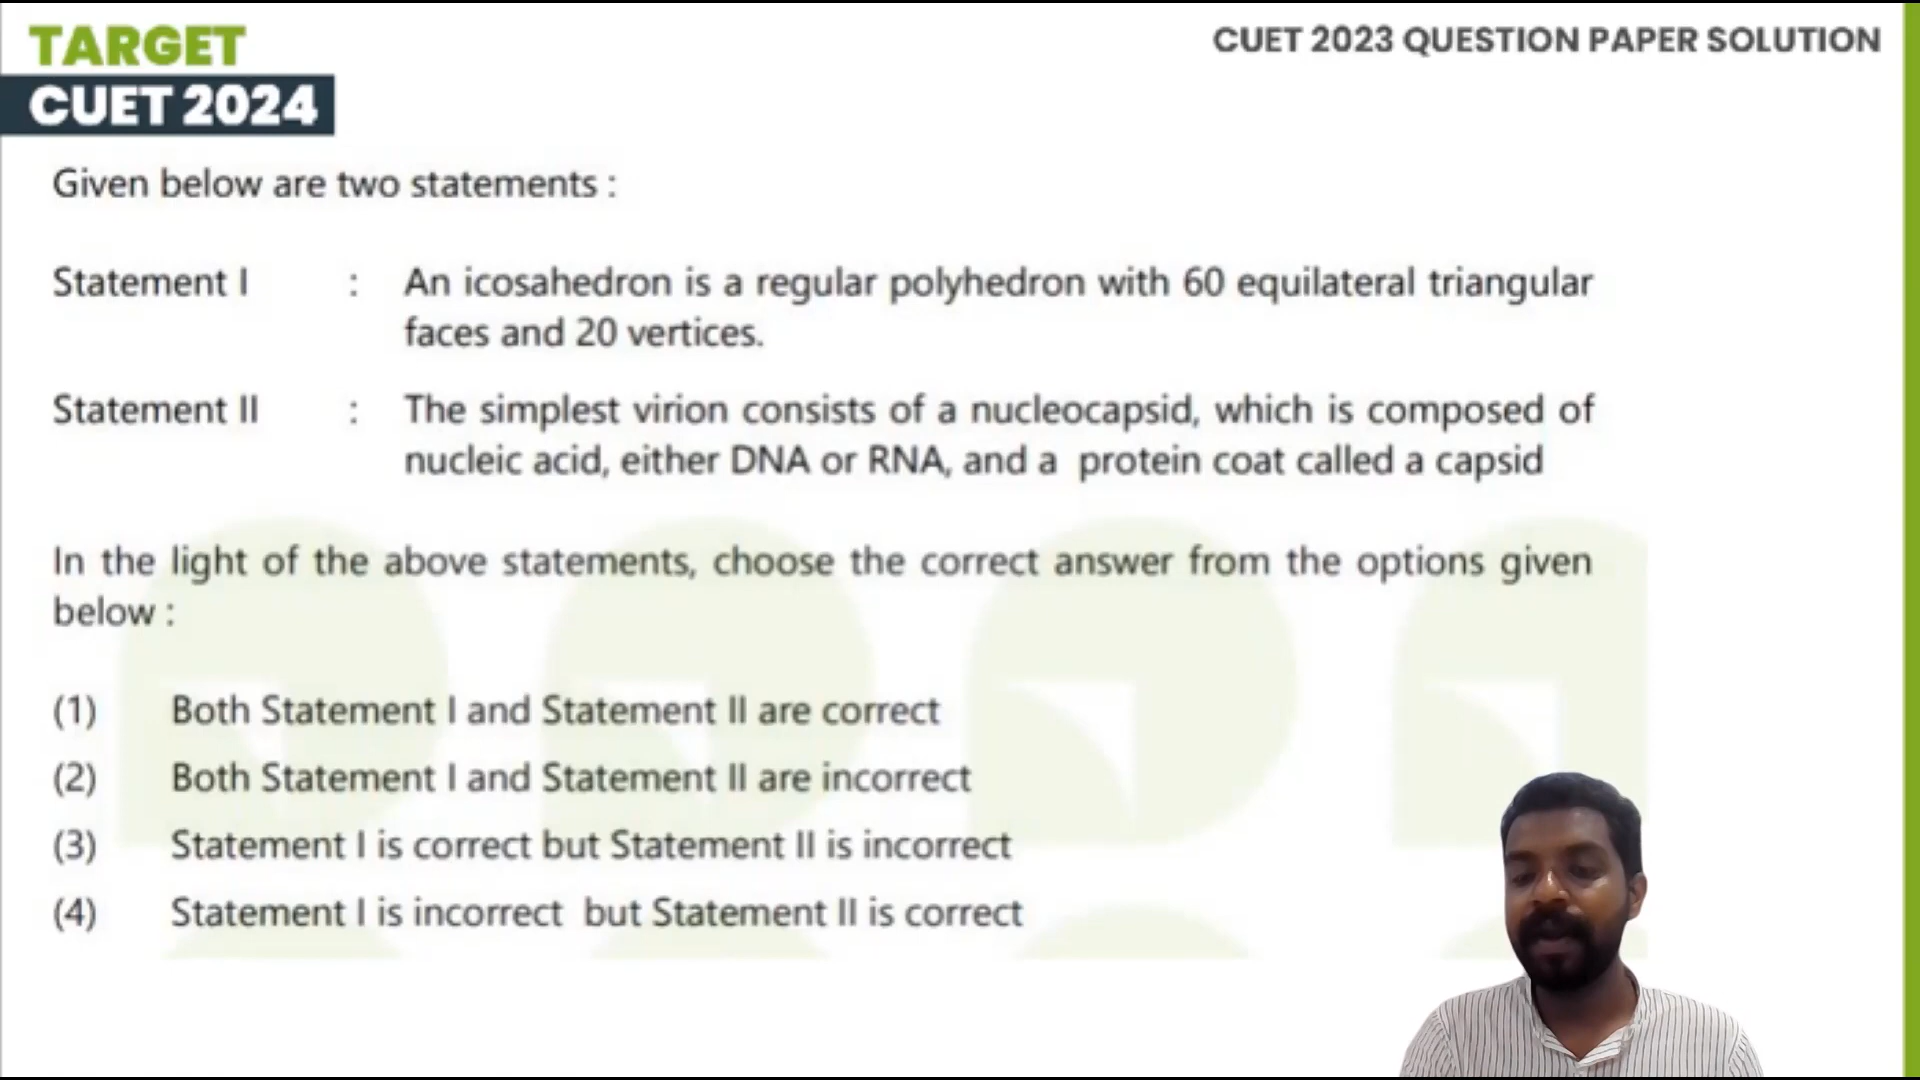 TARGET
CUET 2024
CUET 2023 QUESTION PAPER SOLUTION
Given below are two statements :
Statement I : An icosahedron is a regular polyhedron with 60 equilateral triangular
faces and 20 vertices.
Statement II : The simplest virion consists of a nucleocapsid, which is composed of
nucleic acid, either DNA or RNA, and a protein coat called a capsid
In the light of the above statements, choose the correct answer from the options given
below :
(1) Both Statement I and Statement II are correct
(2) Both Statement I and Statement II are incorrect
(3) Statement I is correct but Statement II is incorrect
(4) Statement I is incorrect but Statement II is correct